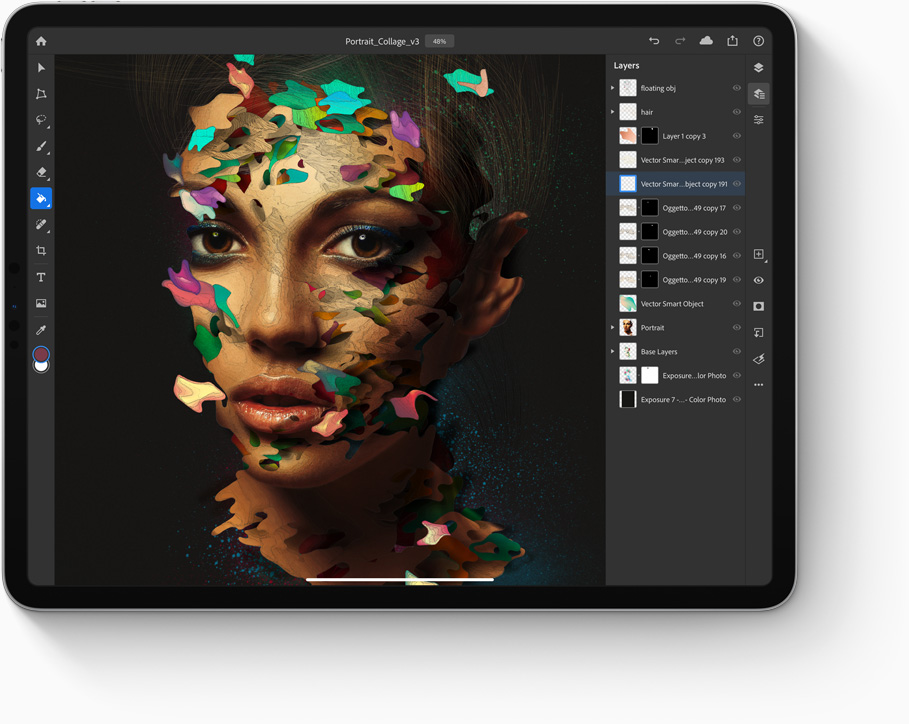 Portrait_Collage_v3
48%
Layers
floating obj
hair
Layer 1 copy 3
Vector Smar...ject copy 193
Vector Smar...bject copy 191
Oggetto...49 copy 17
Oggetto...49 copy 20
Oggetto...49 copy 16
Oggetto...49 copy 19
Vector Smart Object
Portrait
Base Layers
Exposure...lor Photo
Exposure 7 -...- Color Photo